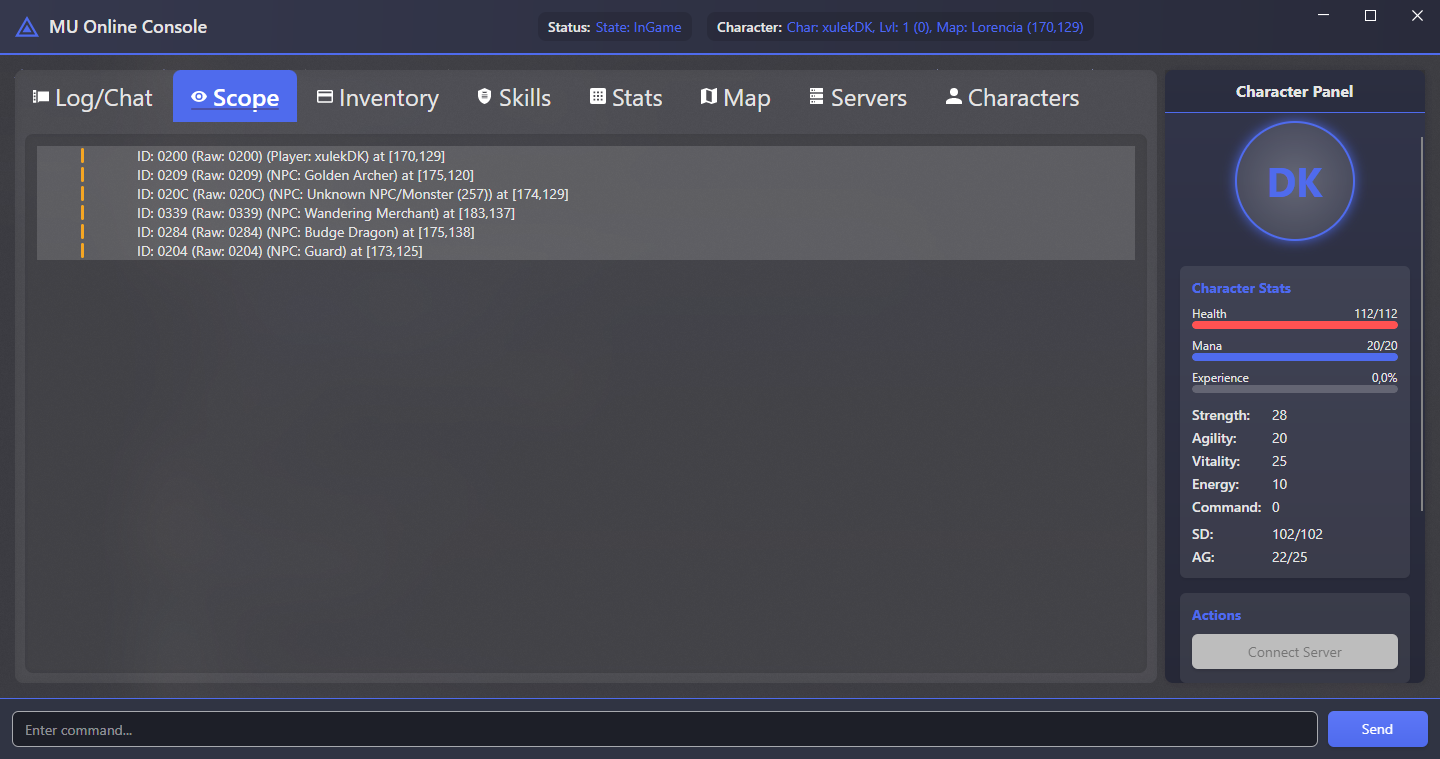 MU Online Console
Status: State: InGame
Character: Char: xulekDK, Lvl: 1 (0), Map: Lorencia (170,129)
Log/Chat
Scope
Inventory
Skills
Stats
Map
Servers
Characters
ID: 0200 (Raw: 0200) (Player: xulekDK) at [170,129]
ID: 0209 (Raw: 0209) (NPC: Golden Archer) at [175,120]
ID: 020C (Raw: 020C) (NPC: Unknown NPC/Monster (257)) at [174,129]
ID: 0339 (Raw: 0339) (NPC: Wandering Merchant) at [183,137]
ID: 0284 (Raw: 0284) (NPC: Budge Dragon) at [175,138]
ID: 0204 (Raw: 0204) (NPC: Guard) at [173,125]
Character Panel
DK
Character Stats
Health 112/112
Mana 20/20
Experience 0,0%
Strength: 28
Agility: 20
Vitality: 25
Energy: 10
Command: 0
SD: 102/102
AG: 22/25
Actions
Connect Server
Enter command...
Send